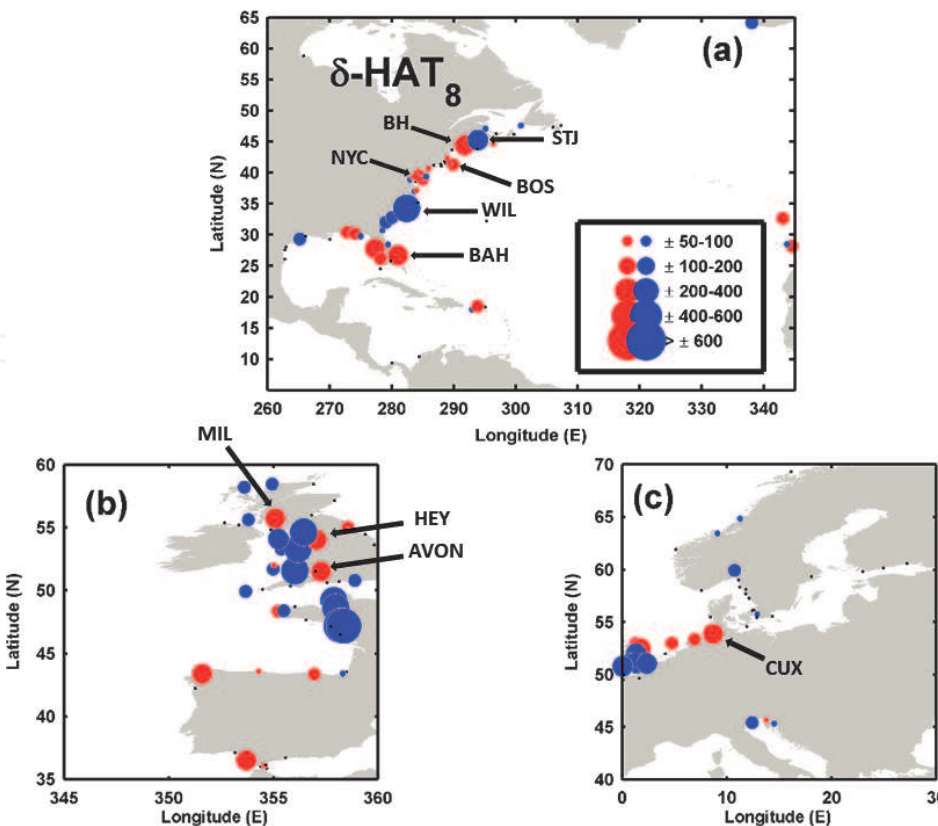 (a)
δ-HAT8
BH
STJ
NYC
BOS
WIL
BAH
± 50-100
± 100-200
± 200-400
± 400-600
> ± 600
Latitude (N)
65
60
55
50
45
40
35
30
25
20
15
10
260 270 280 290 300 310 320 330 340
Longitude (E)
MIL
(b)
HEY
AVON
Latitude (N)
60
55
50
45
40
35
345 350 355 360
Longitude (E)
(c)
CUX
Latitude (N)
70
65
60
55
50
45
40
0 10 20 30
Longitude (E)